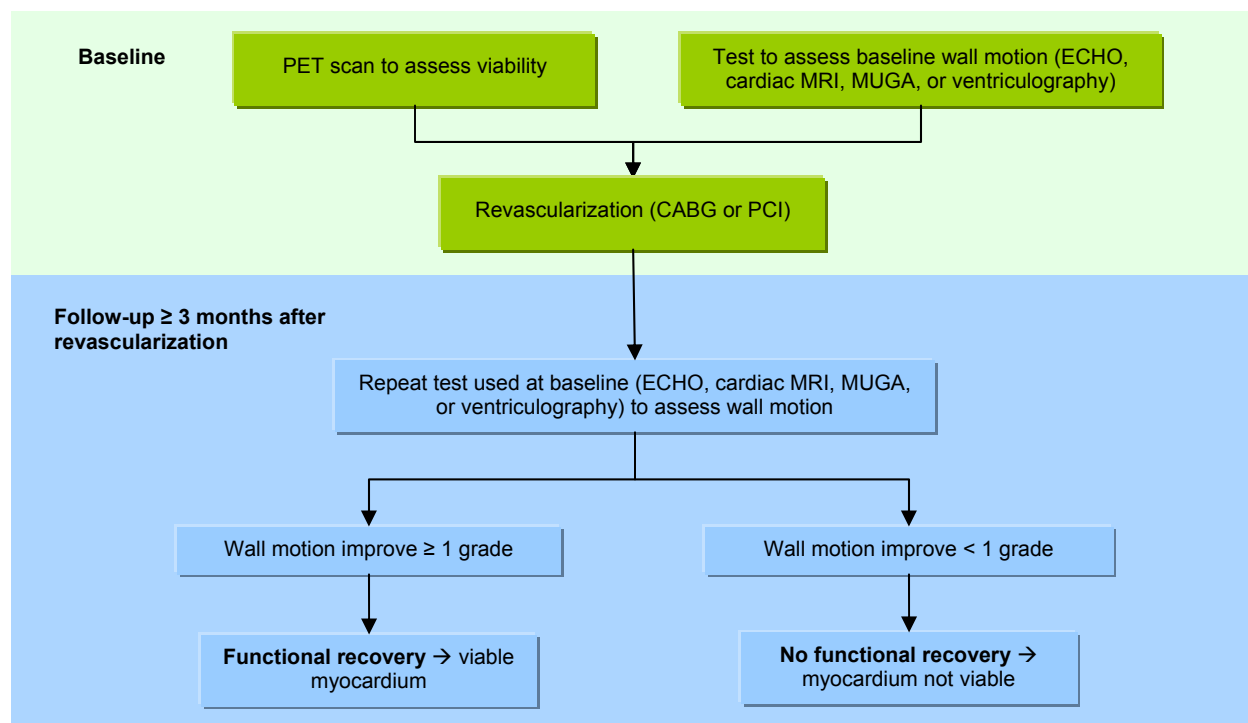 Baseline
PET scan to assess viability
Test to assess baseline wall motion (ECHO,
cardiac MRI, MUGA, or ventriculography)
Revascularization (CABG or PCI)
Follow-up ≥ 3 months after
revascularization
Repeat test used at baseline (ECHO, cardiac MRI, MUGA,
or ventriculography) to assess wall motion
Wall motion improve ≥ 1 grade
Wall motion improve < 1 grade
Functional recovery → viable
myocardium
No functional recovery →
myocardium not viable